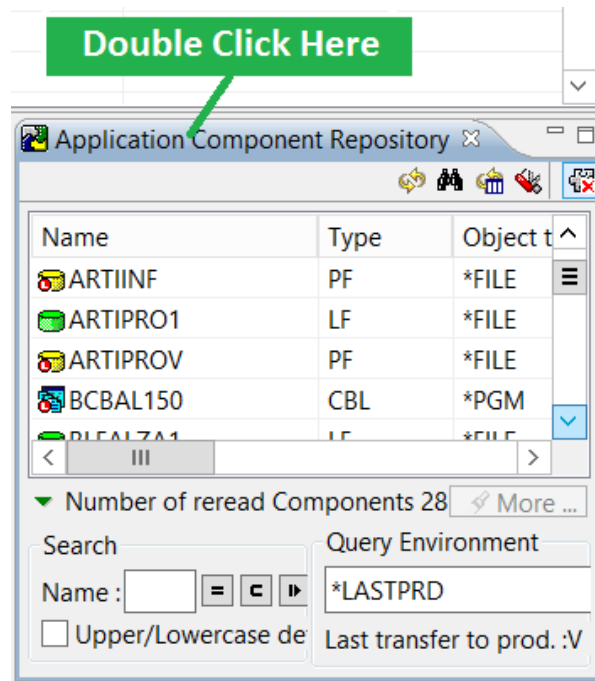 Double Click Here
Application Component Repository
Name Type Object t
ARTIINF PF *FILE
ARTIPRO1 LF *FILE
ARTIPROV PF *FILE
BCBAL150 CBL *PGM
Number of reread Components 28 More ...
Search Query Environment
Name : *LASTPRD
Upper/Lowercase de Last transfer to prod. :V